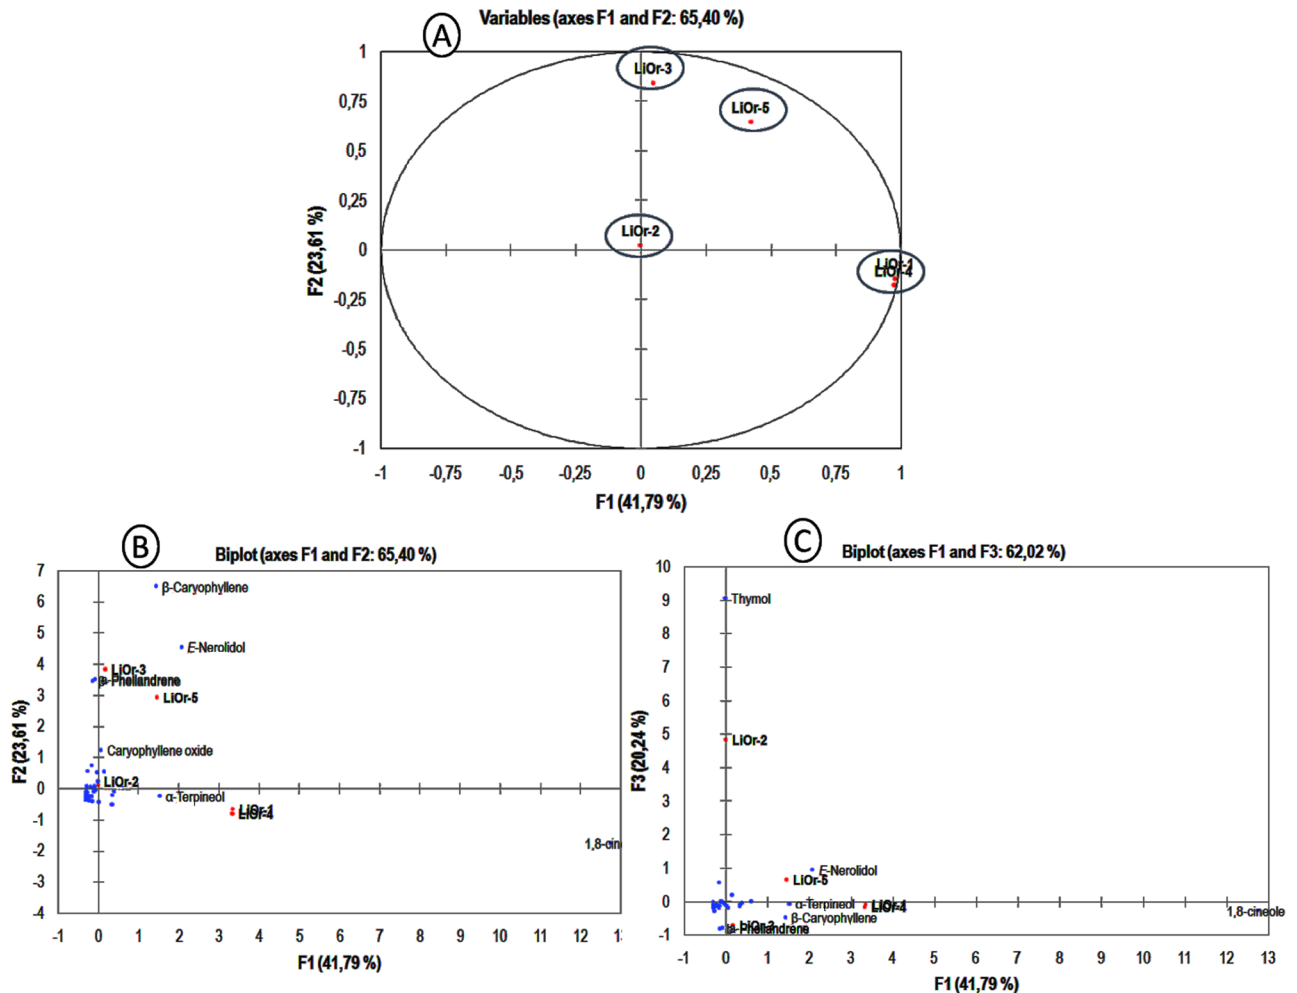 A
Variables (axes F1 and F2: 65,40 %)
1
LiOr-3
0,75
LiOr-5
0,5
0,25
LiOr-2
0
LiOr-1
LiOr-4
-0,25
-0,5
-0,75
-1
F2 (23,61 %)
-1 -0,75 -0,5 -0,25 0 0,25 0,5 0,75 1
F1 (41,79 %)
B
Biplot (axes F1 and F2: 65,40 %)
7
β-Caryophyllene
6
5
E-Nerolidol
4
LiOr-3
-Phellandrene
3
LiOr-5
2
Caryophyllene oxide
1
LiOr-2
0
α-Terpineol
LiOr-1
LiOr-4
-1
1,8-cin
-2
-3
-4
F2 (23,61 %)
-1 0 1 2 3 4 5 6 7 8 9 10 11 12
F1 (41,79 %)
C
Biplot (axes F1 and F3: 62,02 %)
10
9
Thymol
8
7
6
5
LiOr-2
4
3
2
1
E-Nerolidol
LiOr-5
0
α-Terpineol
LiOr-1
LiOr-4
1,8-cineole
β-Caryophyllene
LiOr-3
-Phellandrene
-1
F3 (20,24 %)
-1 0 1 2 3 4 5 6 7 8 9 10 11 12 13
F1 (41,79 %)